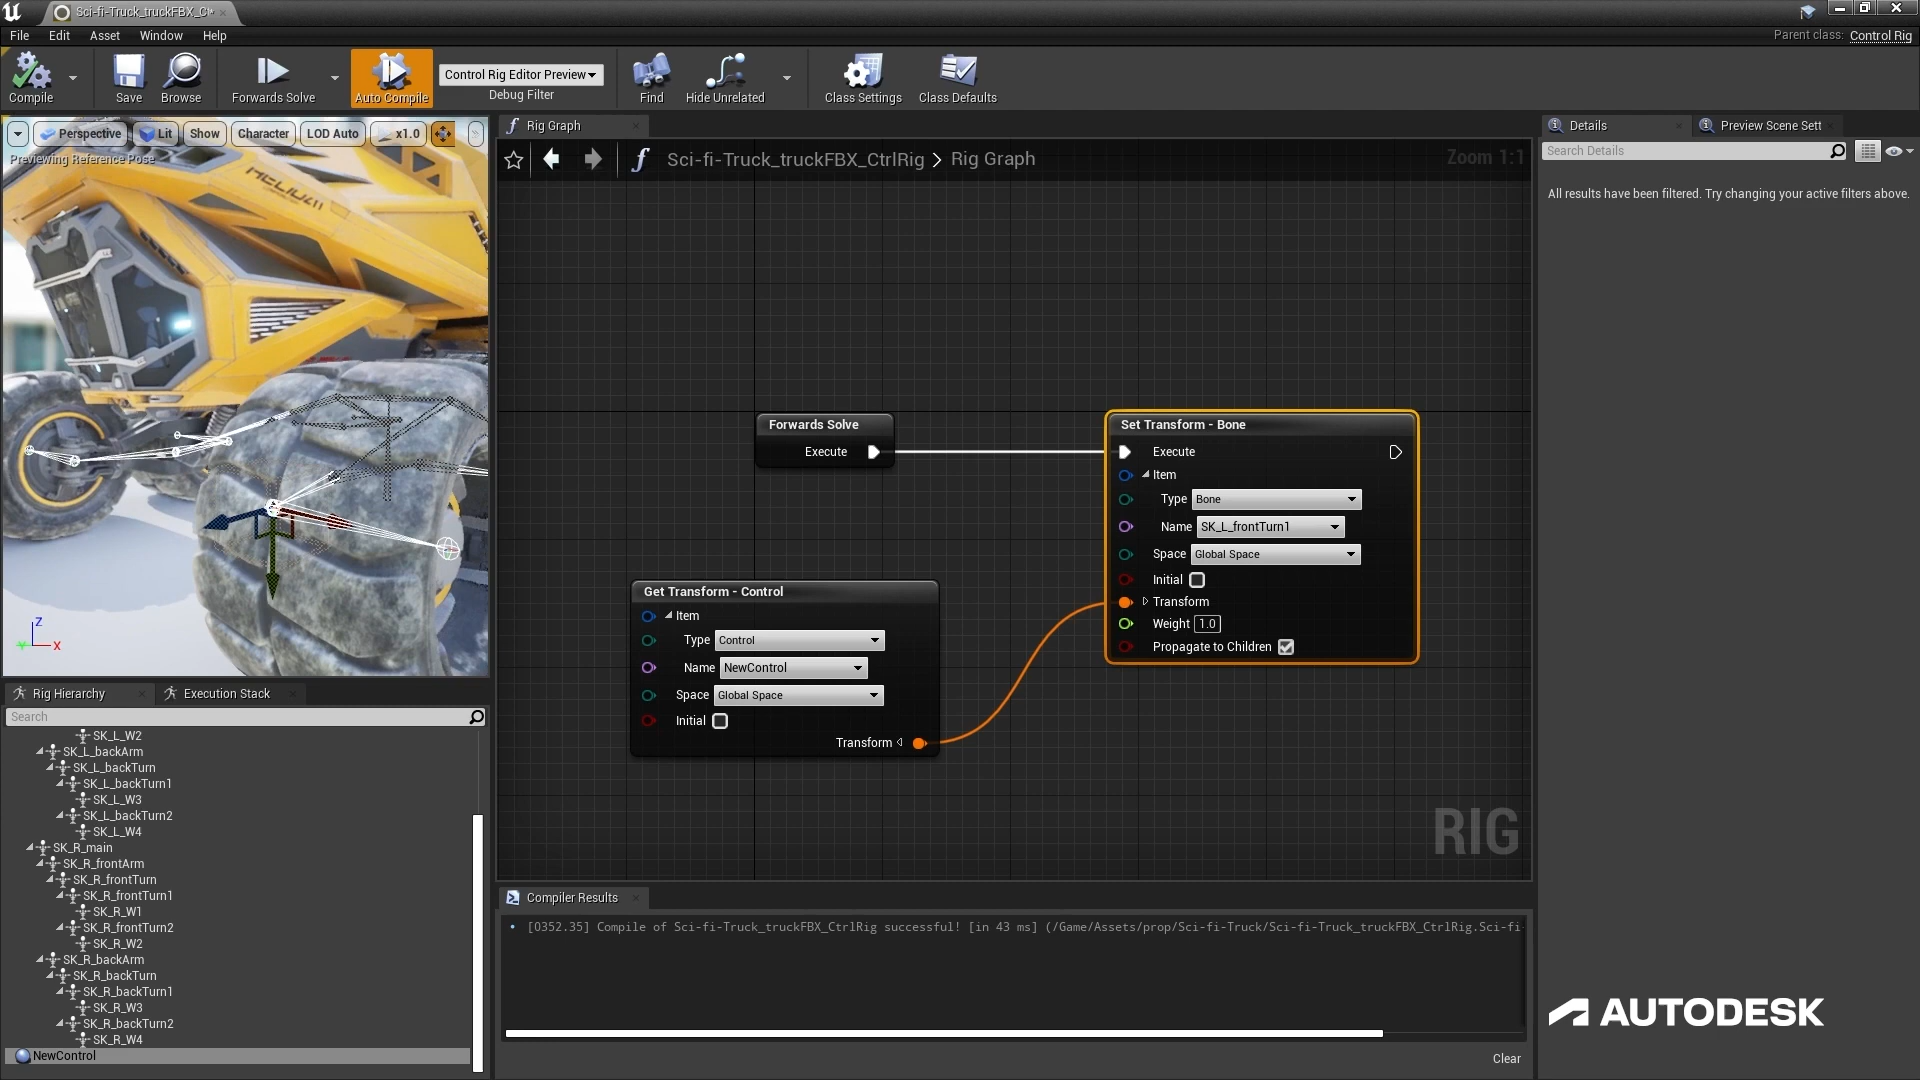 Sci-fi-Truck_truckFBX_C
File Edit Asset Window Help
Parent class: Control Rig
Compile
Save
Browse
Forwards Solve
Auto Compile
Control Rig Editor Preview
Debug Filter
Find
Hide Unrelated
Class Settings
Class Defaults
Perspective
Lit
Show
Character
LOD Auto
x1.0
Previewing Reference Pose
HELIUM
Z
Y
X
Rig Graph
Sci-fi-Truck_truckFBX_CtrlRig > Rig Graph
Zoom 1:1
Forwards Solve
Execute
Set Transform - Bone
Execute
Item
Type Bone
Name SK_L_frontTurn1
Space Global Space
Initial
Transform
Weight 1.0
Propagate to Children
Get Transform - Control
Item
Type Control
Name NewControl
Space Global Space
Initial
Transform
RIG
Details
Preview Scene Sett
Search Details
All results have been filtered. Try changing your active filters above.
Rig Hierarchy
Execution Stack
Search
SK_L_W2
SK_L_backArm
SK_L_backTurn
SK_L_backTurn1
SK_L_W3
SK_L_backTurn2
SK_L_W4
SK_R_main
SK_R_frontArm
SK_R_frontTurn
SK_R_frontTurn1
SK_R_W1
SK_R_frontTurn2
SK_R_W2
SK_R_backArm
SK_R_backTurn
SK_R_backTurn1
SK_R_W3
SK_R_backTurn2
SK_R_W4
NewControl
Compiler Results
[0352.35] Compile of Sci-fi-Truck_truckFBX_CtrlRig successful! [in 43 ms] (/Game/Assets/prop/Sci-fi-Truck/Sci-fi-Truck_truckFBX_CtrlRig.Sci-fi-
Clear
AUTODESK